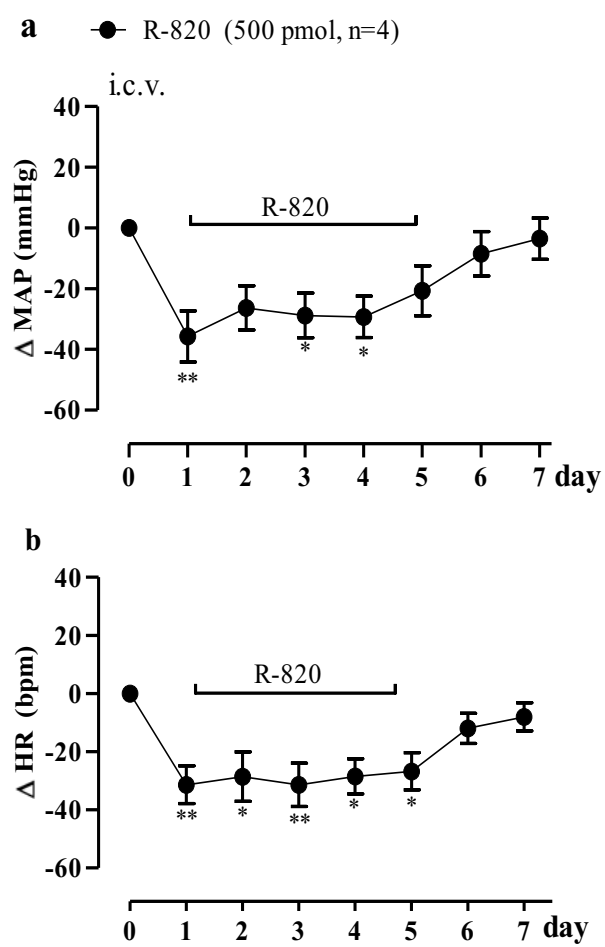 a R-820 (500 pmol, n=4)
i.c.v.
40
20
0
-20
-40
-60
Δ MAP (mmHg)
R-820
**
*
*
0 1 2 3 4 5 6 7 day
b
40
20
0
-20
-40
-60
Δ HR (bpm)
R-820
**
*
**
*
*
0 1 2 3 4 5 6 7 day